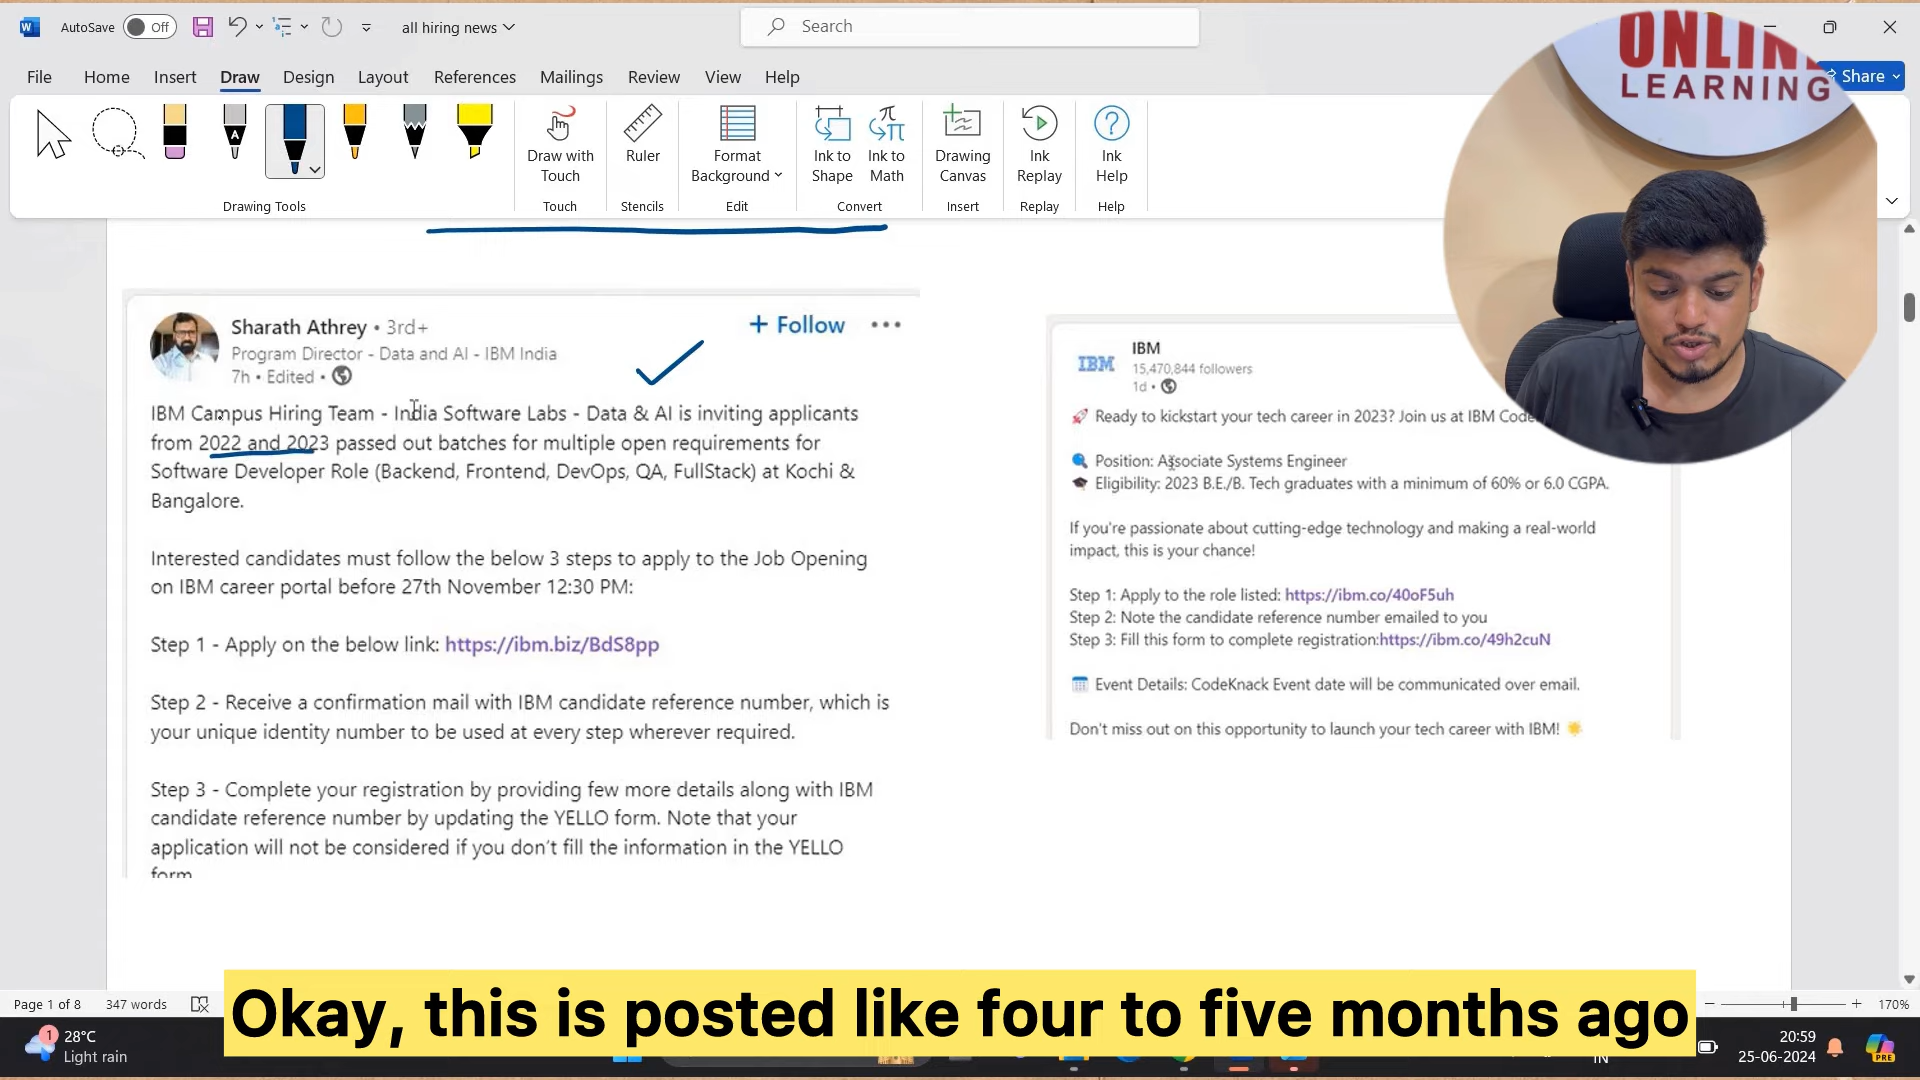 AutoSave Off all hiring news Search
ONLINE
LEARNING
Share
File Home Insert Draw Design Layout References Mailings Review View Help
Draw with Touch
Ruler
Format Background
Ink to Shape
Ink to Math
Drawing Canvas
Ink Replay
Ink Help
Drawing Tools Touch Stencils Edit Convert Insert Replay Help
Sharath Athrey • 3rd+
+ Follow
Program Director - Data and AI - IBM India
7h • Edited •
IBM Campus Hiring Team - India Software Labs - Data & AI is inviting applicants
from 2022 and 2023 passed out batches for multiple open requirements for
Software Developer Role (Backend, Frontend, DevOps, QA, FullStack) at Kochi &
Bangalore.
Interested candidates must follow the below 3 steps to apply to the Job Opening
on IBM career portal before 27th November 12:30 PM:
Step 1 - Apply on the below link: https://ibm.biz/BdS8pp
Step 2 - Receive a confirmation mail with IBM candidate reference number, which is
your unique identity number to be used at every step wherever required.
Step 3 - Complete your registration by providing few more details along with IBM
candidate reference number by updating the YELLO form. Note that your
application will not be considered if you don't fill the information in the YELLO
form
IBM
IBM
15,470,844 followers
1d •
Ready to kickstart your tech career in 2023? Join us at IBM Code
Position: Associate Systems Engineer
Eligibility: 2023 B.E./B. Tech graduates with a minimum of 60% or 6.0 CGPA.
If you're passionate about cutting-edge technology and making a real-world
impact, this is your chance!
Step 1: Apply to the role listed: https://ibm.co/40oF5uh
Step 2: Note the candidate reference number emailed to you
Step 3: Fill this form to complete registration:https://ibm.co/49h2cuN
Event Details: CodeKnack Event date will be communicated over email.
Don't miss out on this opportunity to launch your tech career with IBM!
Page 1 of 8 347 words
170%
Okay, this is posted like four to five months ago
1
28°C
Light rain
IN
20:59
25-06-2024
PRE